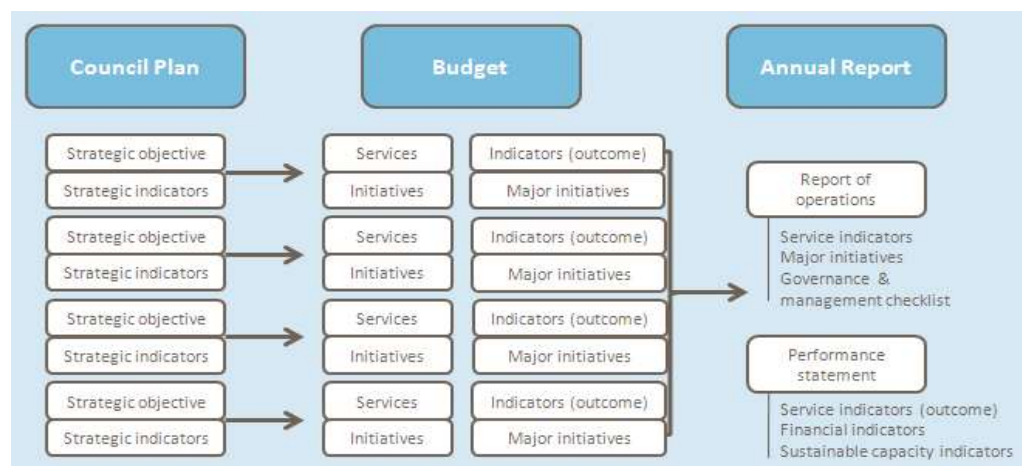 Council Plan
Budget
Annual Report
Strategic objective
Strategic indicators
Services
Initiatives
Indicators (outcome)
Major initiatives
Strategic objective
Strategic indicators
Services
Initiatives
Indicators (outcome)
Major initiatives
Strategic objective
Strategic indicators
Services
Initiatives
Indicators (outcome)
Major initiatives
Strategic objective
Strategic indicators
Services
Initiatives
Indicators (outcome)
Major initiatives
Report of
operations
Service indicators
Major initiatives
Governance &
management checklist
Performance
statement
Service indicators (outcome)
Financial indicators
Sustainable capacity indicators